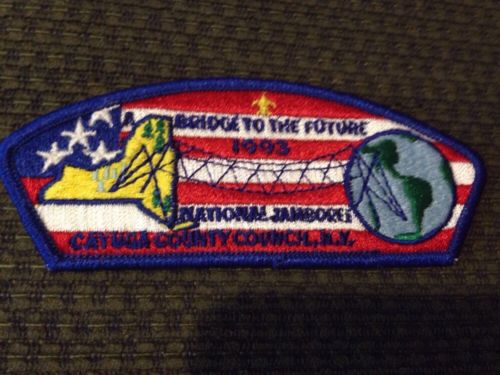 A BRIDGE TO THE FUTURE
1993
NATIONAL JAMBOREE
CAYUGA COUNTY COUNCIL, N.Y.